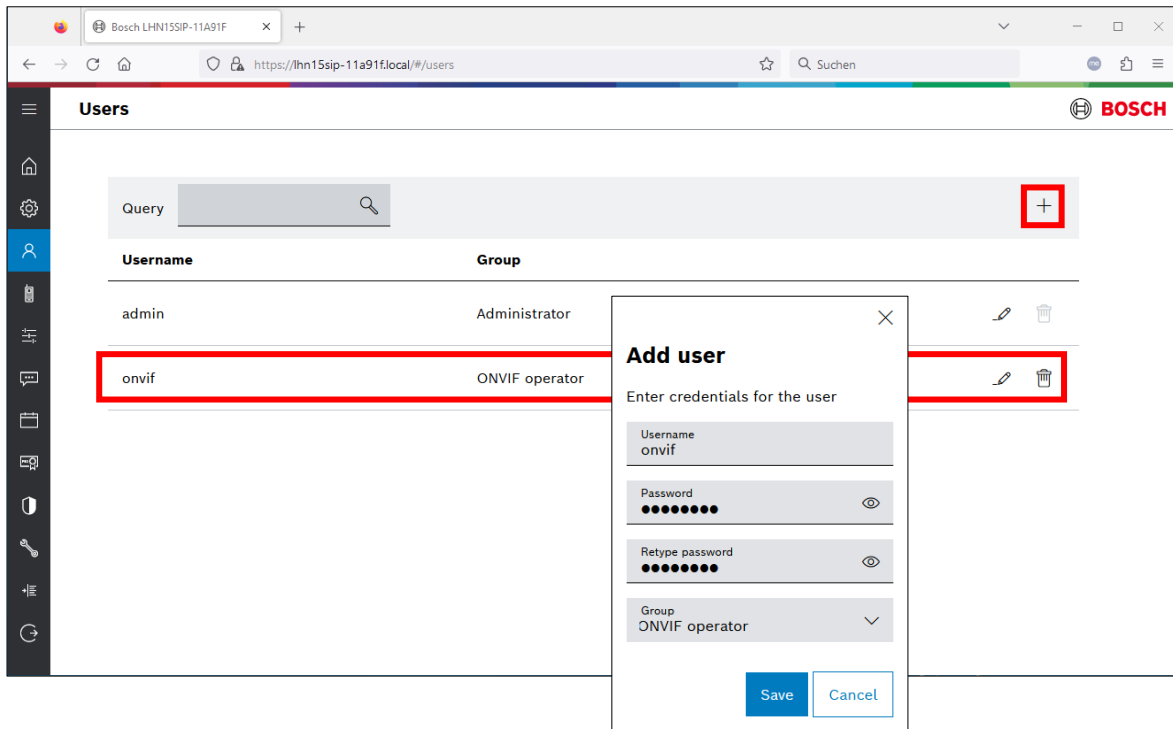 Bosch LHN15SIP-11A91F
https://lhn15sip-11a91f.local/#/users
Suchen
me
Users
BOSCH
Query
Username Group
admin Administrator
onvif ONVIF operator
Add user
Enter credentials for the user
Username
onvif
Password
●●●●●●●●
Retype password
●●●●●●●●
Group
ONVIF operator
Save Cancel